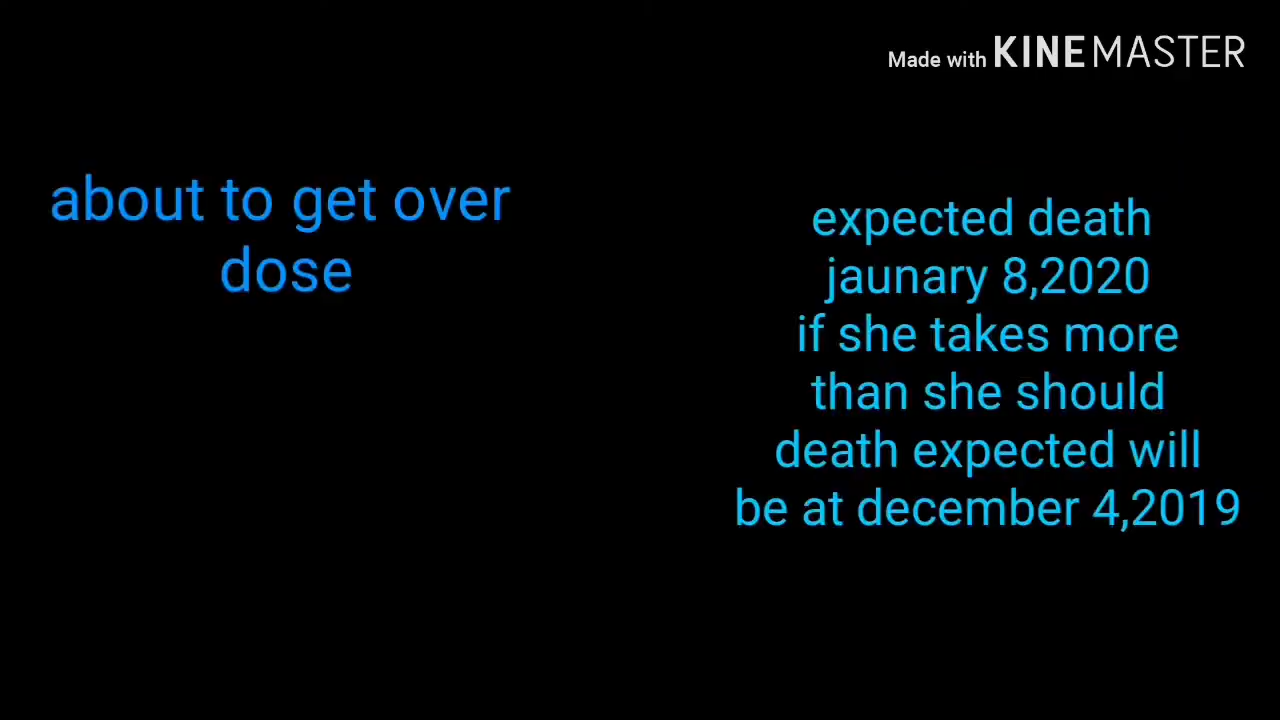 Made with KINEMASTER
about to get over
dose
expected death
jaunary 8,2020
if she takes more
than she should
death expected will
be at december 4,2019